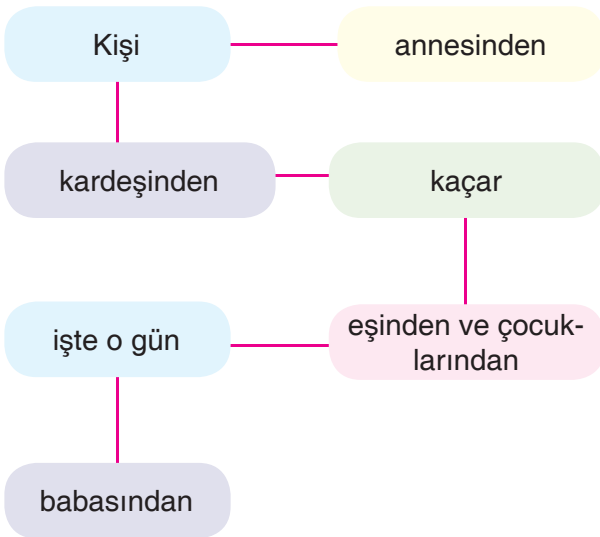 Kişi
annesinden
kardeşinden
kaçar
işte o gün
eşinden ve çocuk-
larından
babasından